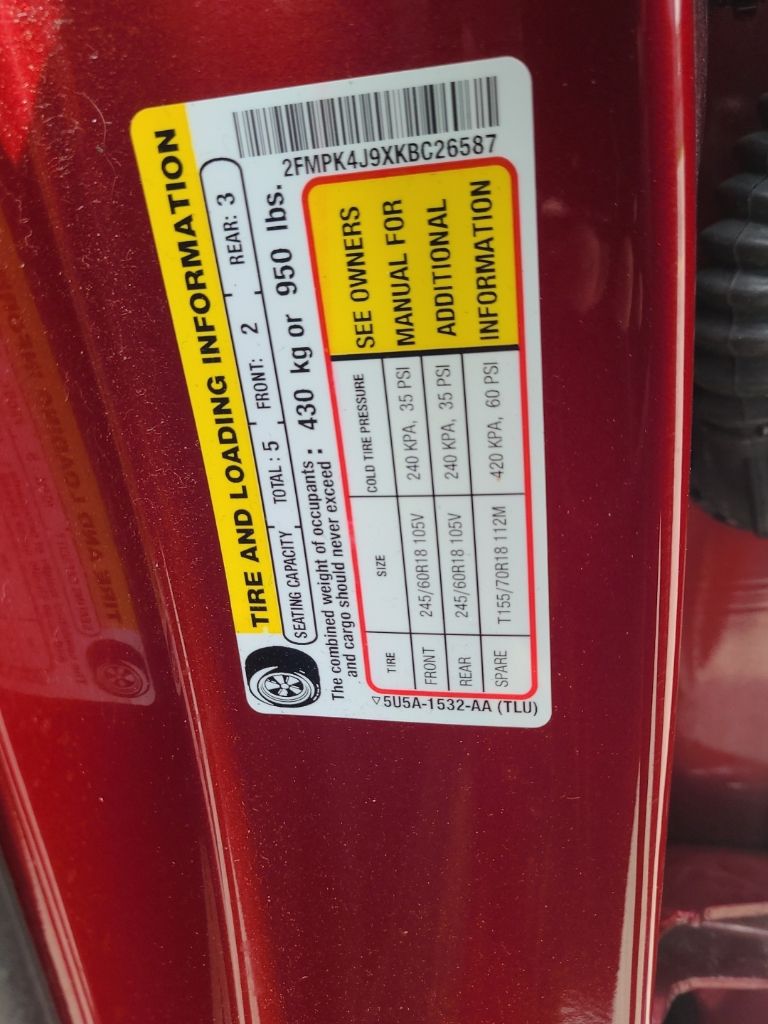 2FMPK4J9XKBC26587
TIRE AND LOADING INFORMATION
SEATING CAPACITY TOTAL : 5 FRONT: 2 REAR: 3
The combined weight of occupants and cargo should never exceed : 430 kg or 950 lbs.
TIRE SIZE COLD TIRE PRESSURE
FRONT 245/60R18 105V 240 KPA, 35 PSI
REAR 245/60R18 105V 240 KPA, 35 PSI
SPARE T155/70R18 112M 420 KPA, 60 PSI
SEE OWNERS
MANUAL FOR
ADDITIONAL
INFORMATION
5U5A-1532-AA (TLU)